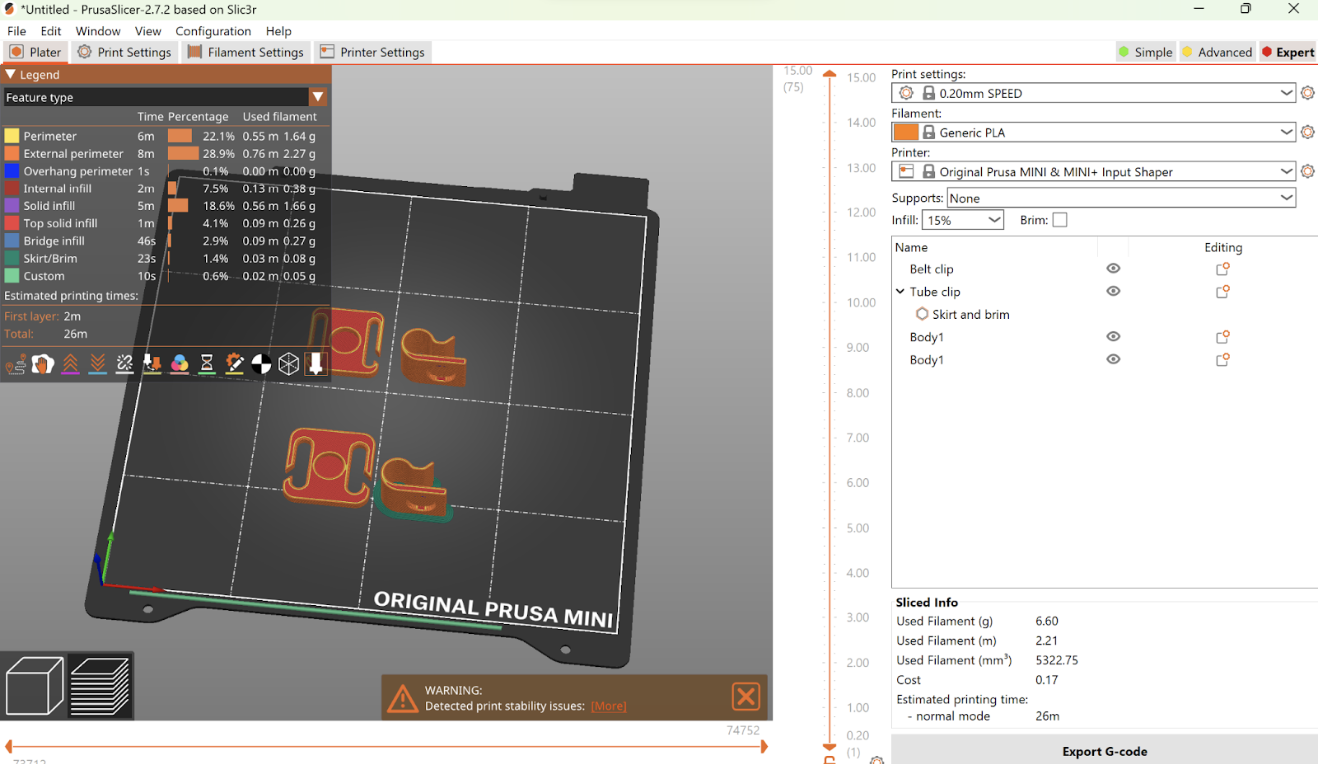 *Untitled - PrusaSlicer-2.7.2 based on Slic3r
File Edit Window View Configuration Help
Plater Print Settings Filament Settings Printer Settings Simple Advanced Expert
Legend
Feature type
Time Percentage Used filament
Perimeter 6m 22.1% 0.55 m 1.64 g
External perimeter 8m 28.9% 0.76 m 2.27 g
Overhang perimeter 1s 0.1% 0.00 m 0.00 g
Internal infill 2m 7.5% 0.13 m 0.38 g
Solid infill 5m 18.6% 0.56 m 1.66 g
Top solid infill 1m 4.1% 0.09 m 0.26 g
Bridge infill 46s 2.9% 0.09 m 0.27 g
Skirt/Brim 23s 1.4% 0.03 m 0.08 g
Custom 10s 0.6% 0.02 m 0.05 g
Estimated printing times:
First layer: 2m
Total: 26m
ORIGINAL PRUSA MINI
WARNING:
Detected print stability issues: [More]
74752
73712
15.00
(75)
15.00
14.00
13.00
12.00
11.00
10.00
9.00
8.00
7.00
6.00
5.00
4.00
3.00
2.00
1.00
0.20
(1)
Print settings:
0.20mm SPEED
Filament:
Generic PLA
Printer:
Original Prusa MINI & MINI+ Input Shaper
Supports: None
Infill: 15% Brim:
Name Editing
Belt clip
Tube clip
Skirt and brim
Body1
Body1
Sliced Info
Used Filament (g) 6.60
Used Filament (m) 2.21
Used Filament (mm³) 5322.75
Cost 0.17
Estimated printing time:
- normal mode 26m
Export G-code